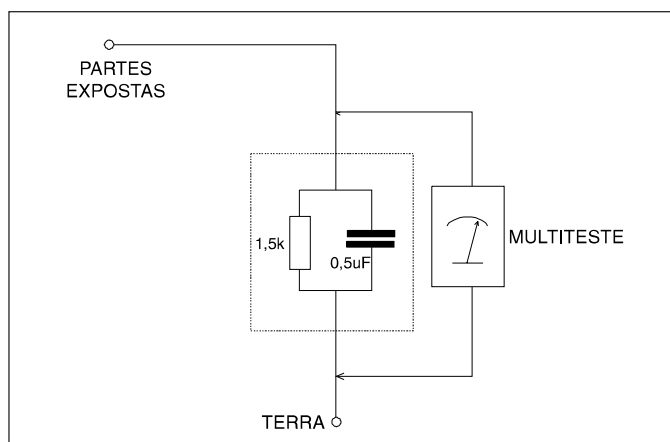 PARTES
EXPOSTAS
1,5k
0,5uF
MULTITESTE
TERRA